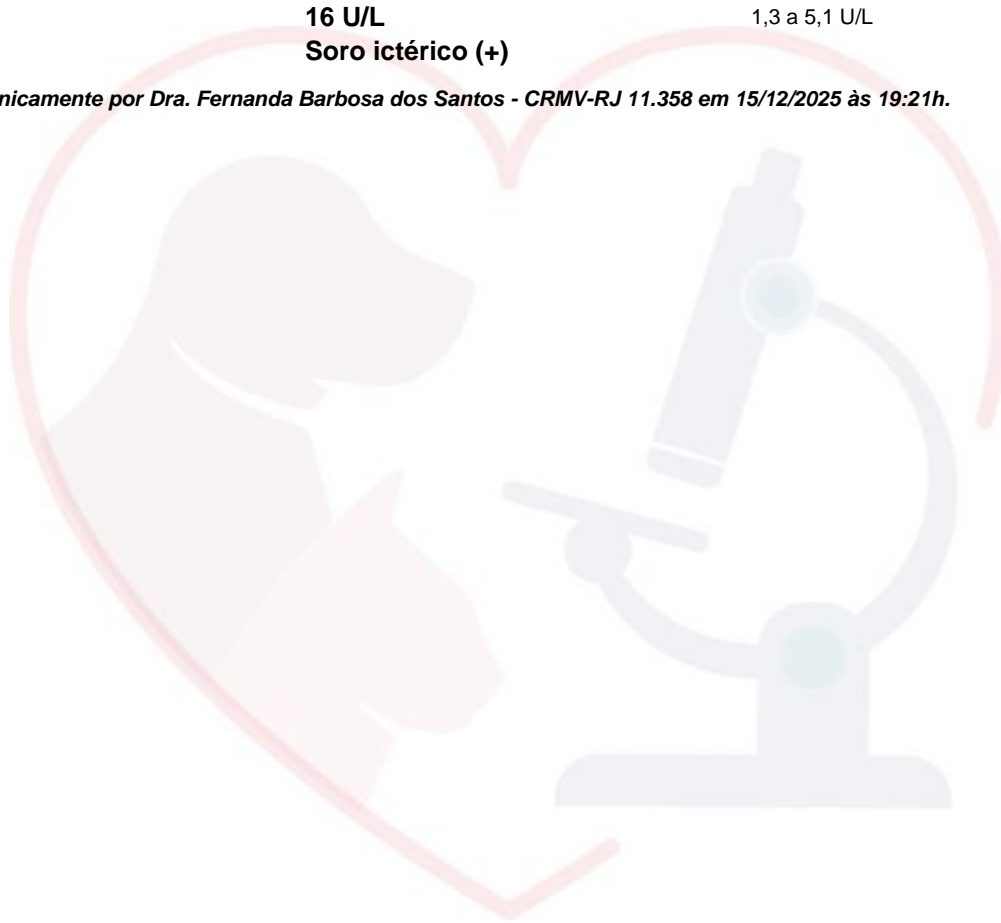 16 U/L 1,3 a 5,1 U/L
Soro ictérico (+)
nicamente por Dra. Fernanda Barbosa dos Santos - CRMV-RJ 11.358 em 15/12/2025 às 19:21h.